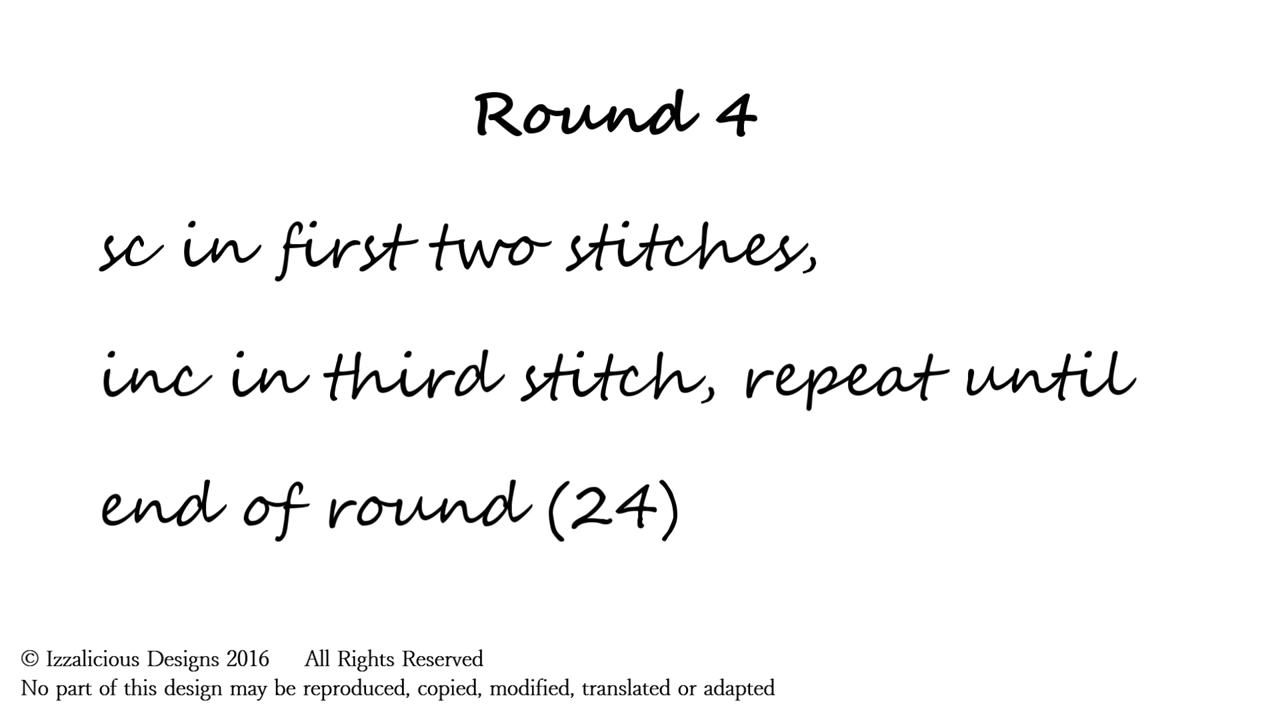 Round 4
sc in first two stitches,
inc in third stitch, repeat until
end of round (24)
© Izzalicious Designs 2016 All Rights Reserved
No part of this design may be reproduced, copied, modified, translated or adapted